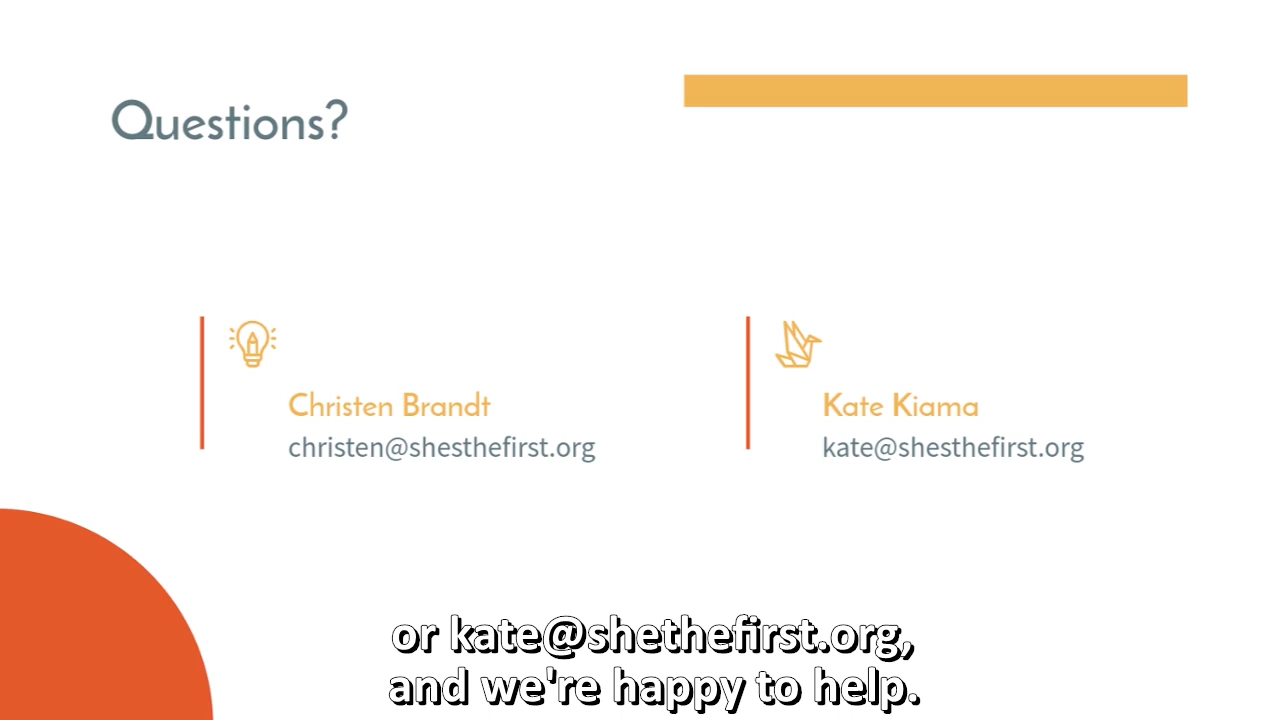 Questions?
Christen Brandt
christen@shesthefirst.org
Kate Kiama
kate@shesthefirst.org
or kate@shethefirst.org,
and we're happy to help.